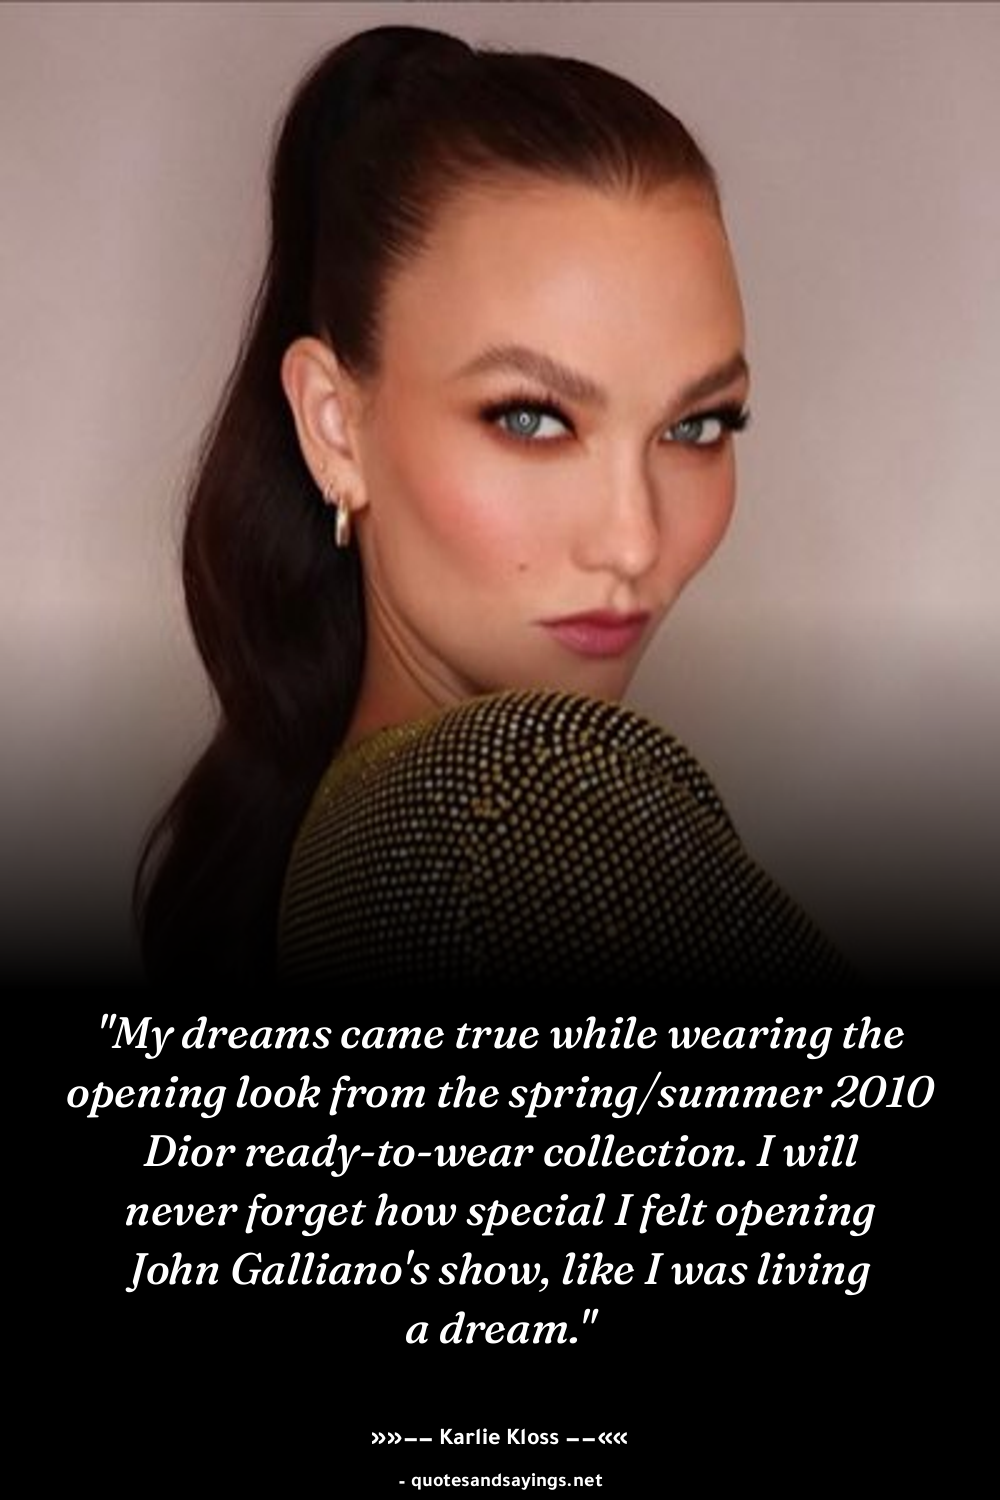 "My dreams came true while wearing the
opening look from the spring/summer 2010
Dior ready-to-wear collection. I will
never forget how special I felt opening
John Galliano's show, like I was living
a dream."
»»−− Karlie Kloss −−««
- quotesandsayings.net